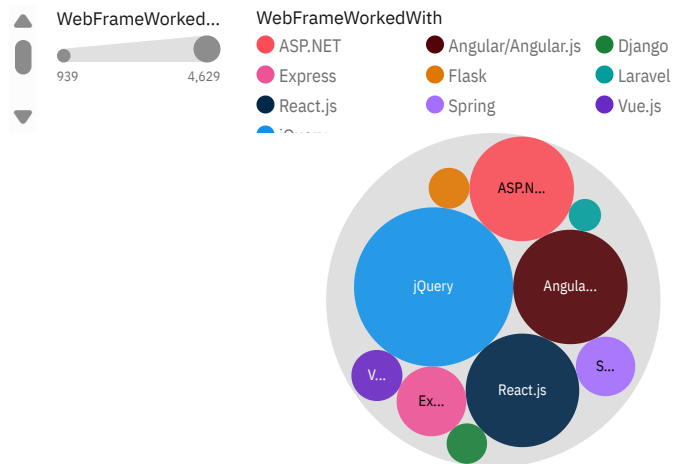 WebFrameWorked...
939
4,629
WebFrameWorkedWith
ASP.NET
Angular/Angular.js
Django
Express
Flask
Laravel
React.js
Spring
Vue.js
jQuery
ASP.N...
jQuery
Angula...
S...
V...
React.js
Ex...